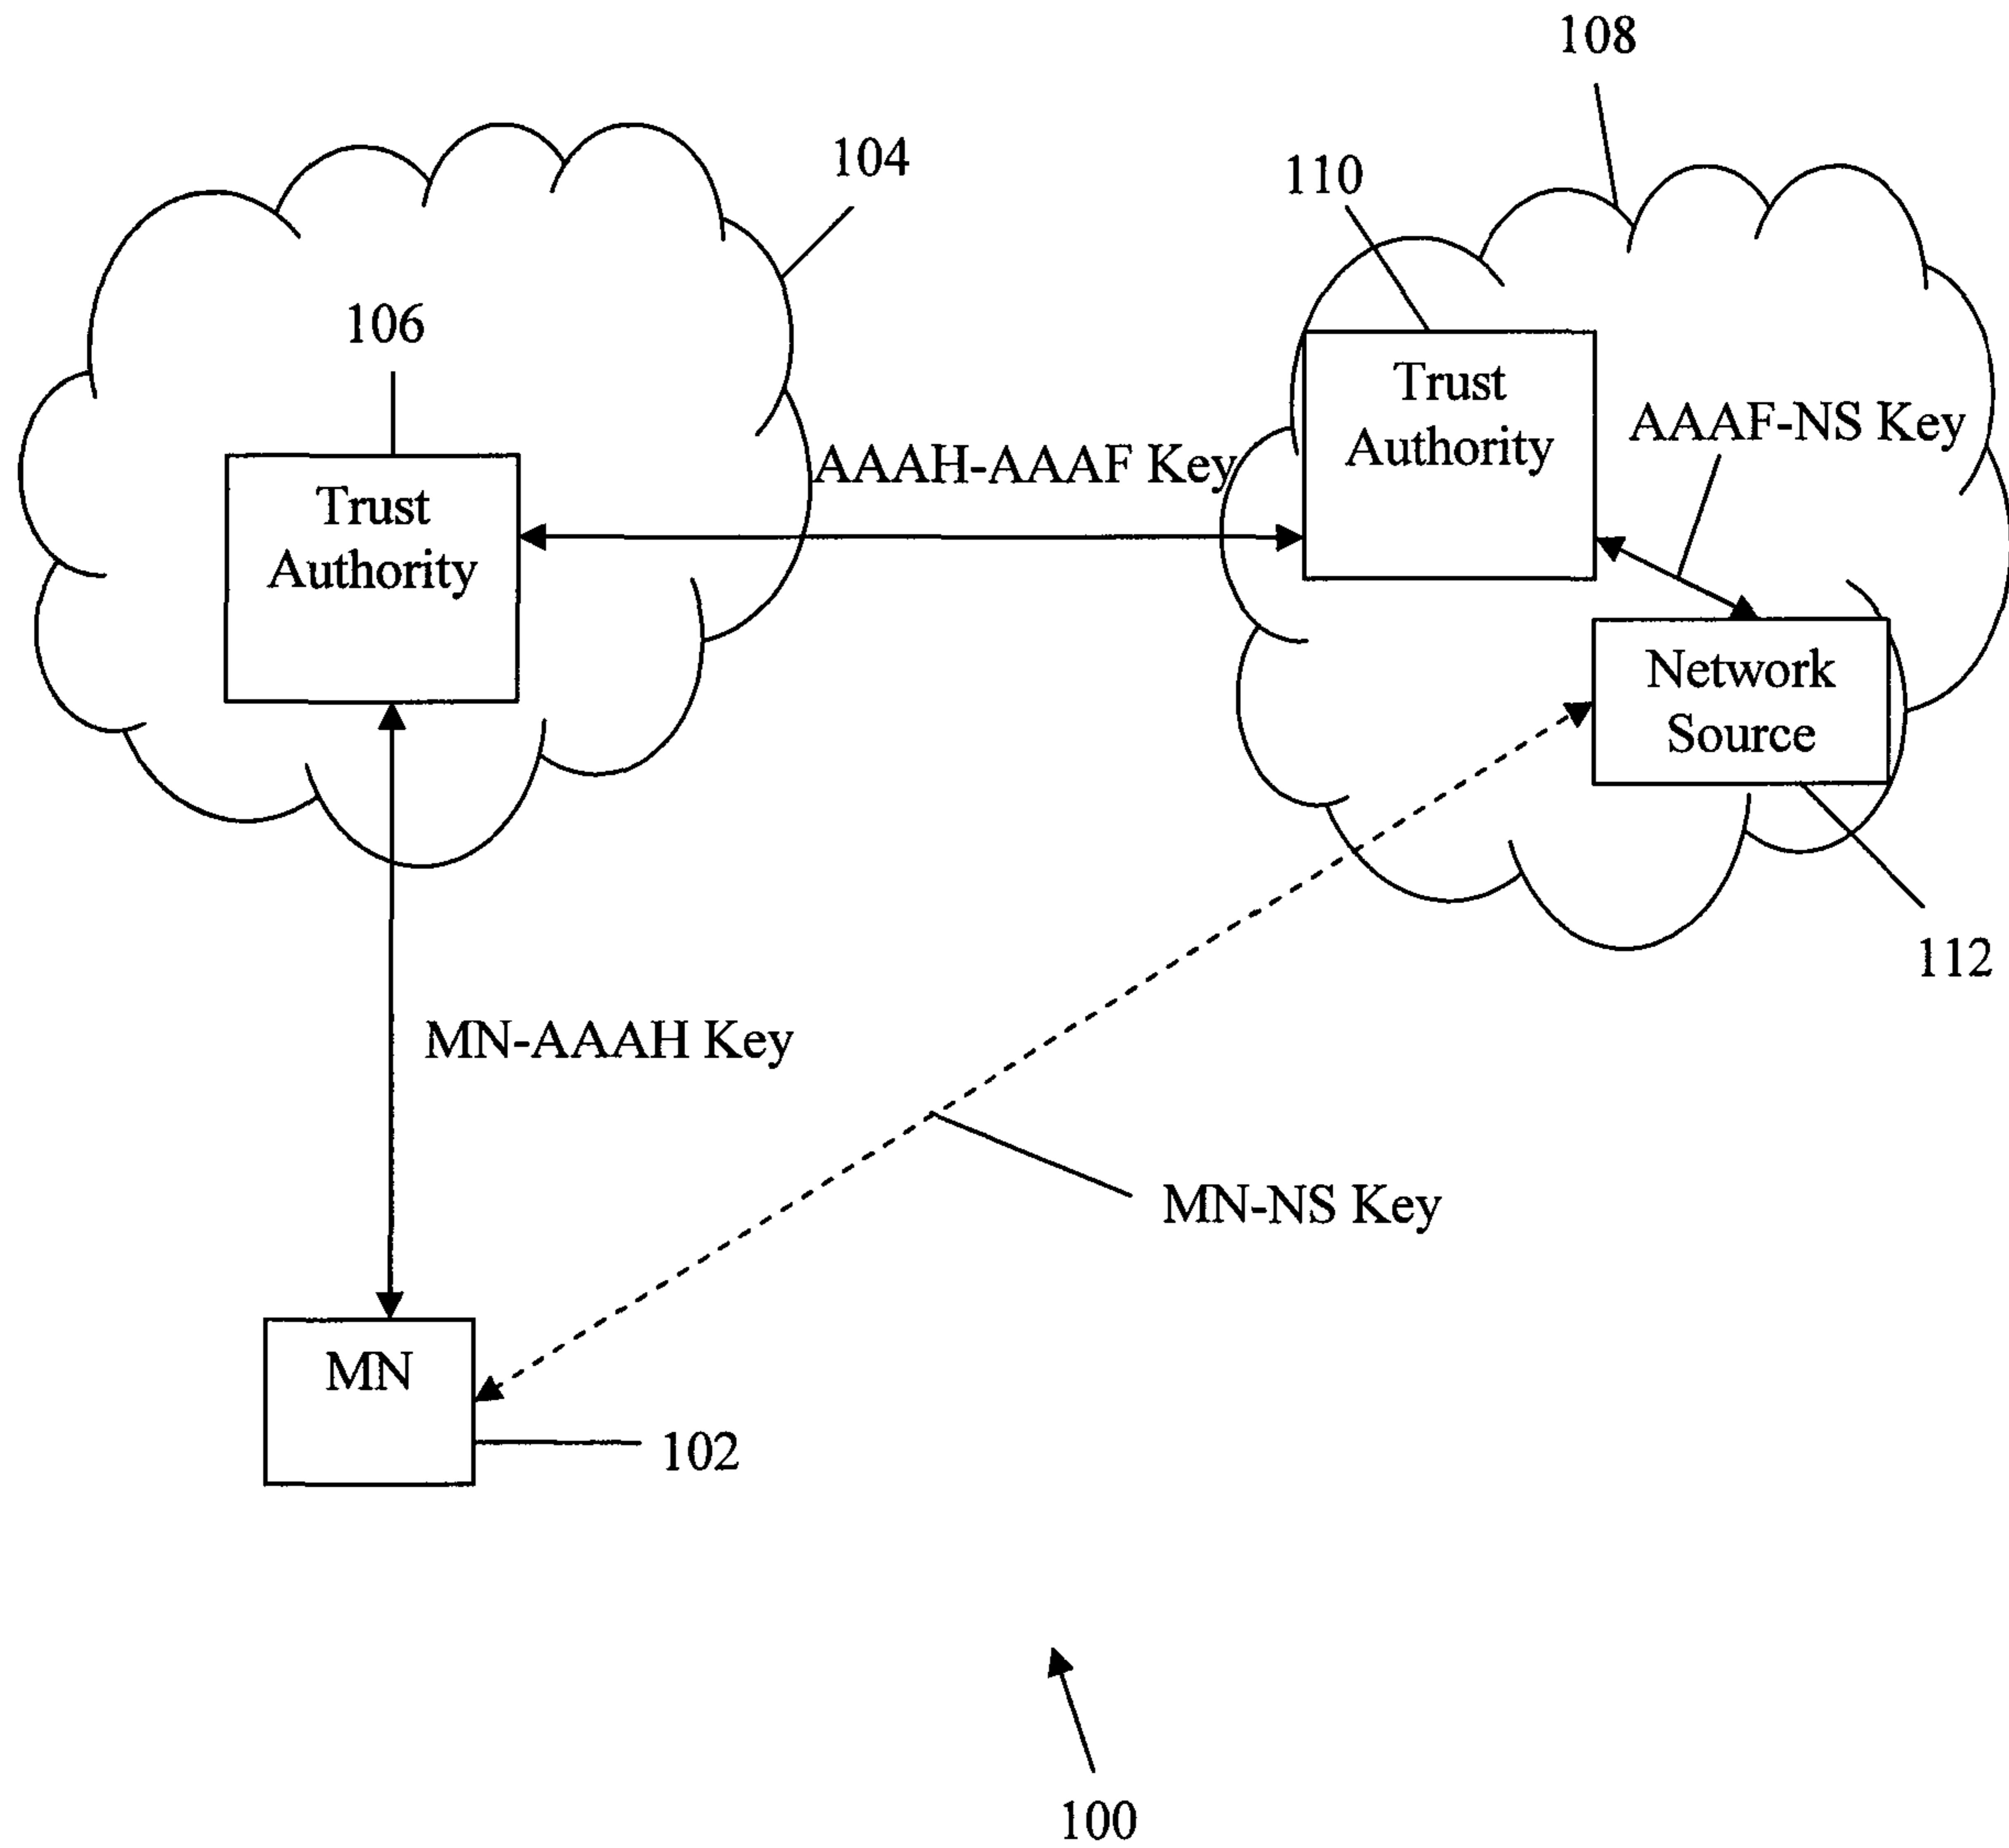 108
104
110
106
Trust
Authority
AAAF-NS Key
AAAH-AAAF Key
Trust
Authority
Network
Source
112
MN-AAAH Key
MN-NS Key
MN
102
100